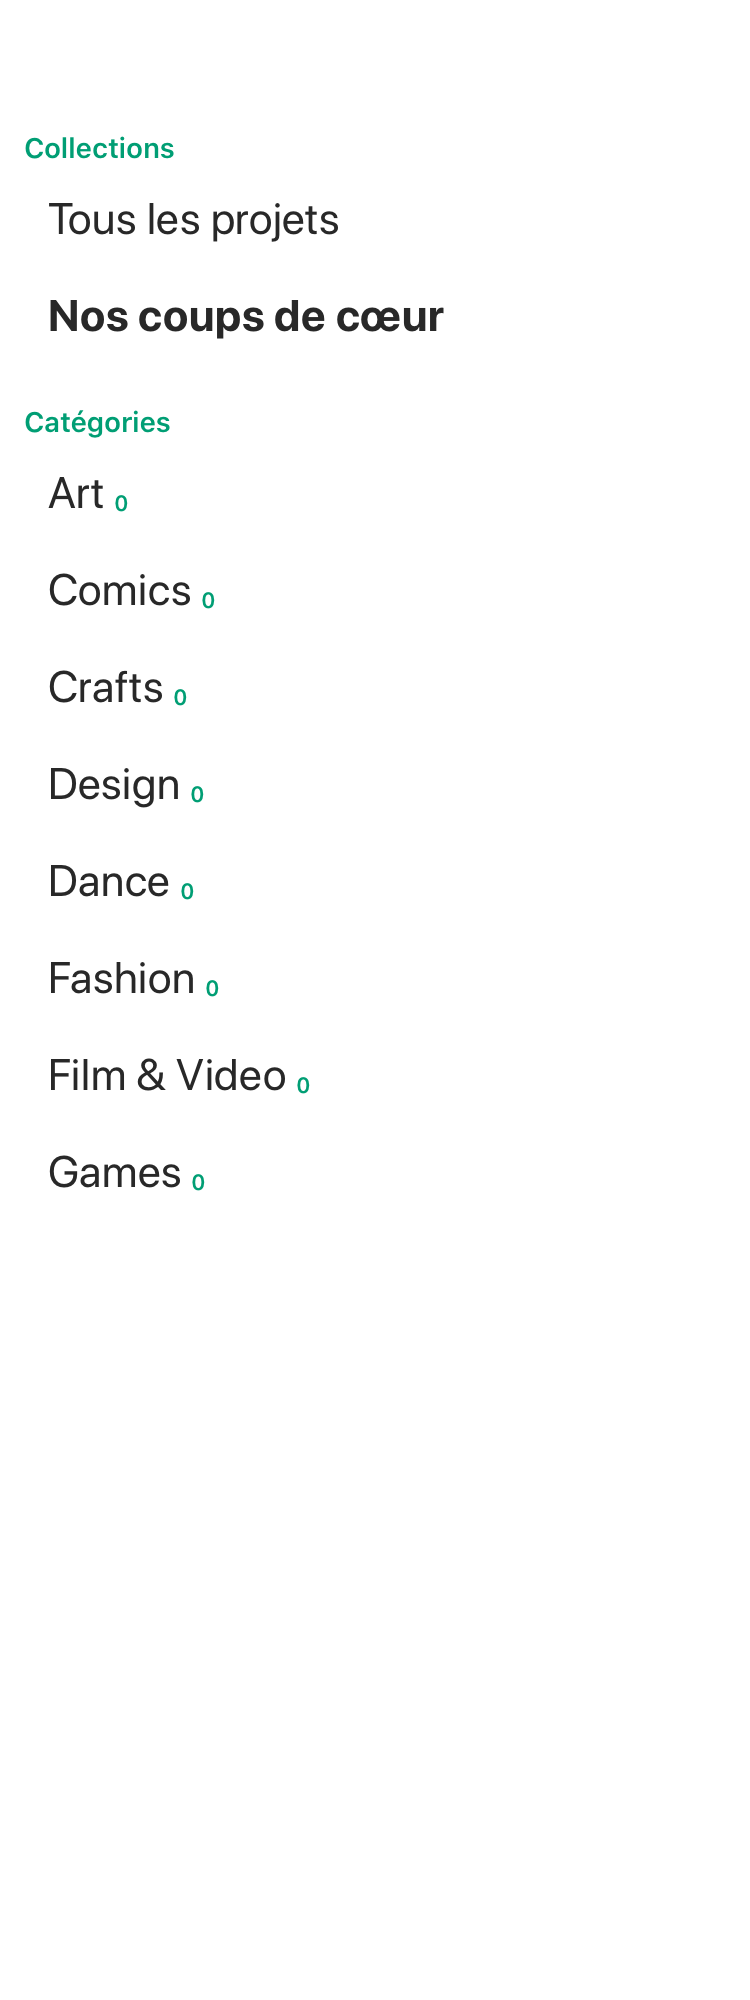 Collections
Tous les projets
Nos coups de cœur
Catégories
Art 0
Comics 0
Crafts 0
Design 0
Dance 0
Fashion 0
Film & Video 0
Games 0